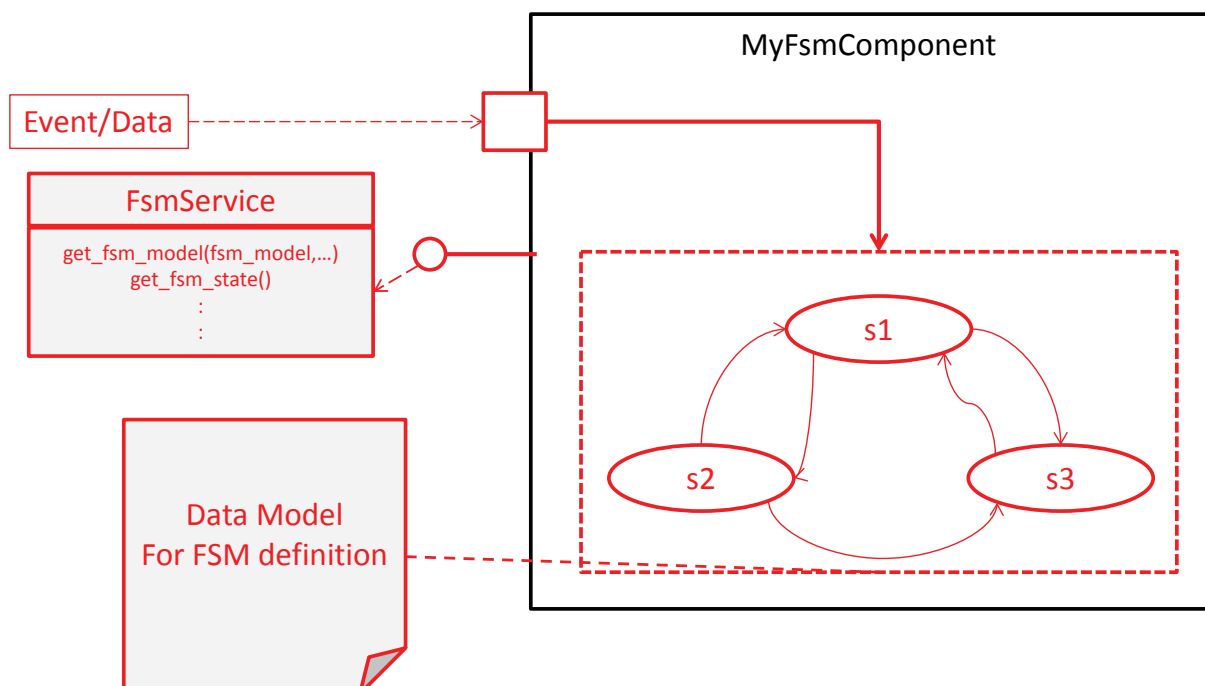 MyFsmComponent
Event/Data
FsmService
get_fsm_model(fsm_model,...)
get_fsm_state()
:
:
s1
s2
s3
Data Model
For FSM definition